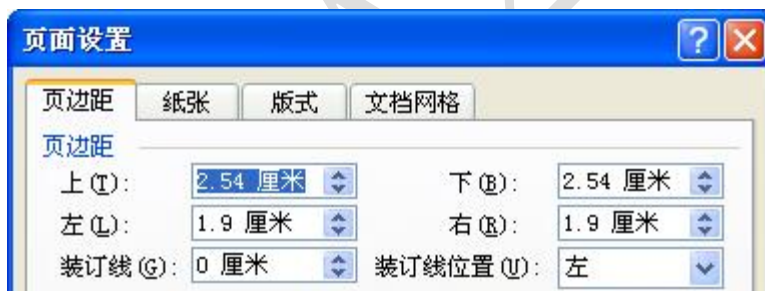 页面设置
页边距 纸张 版式 文档网格
页边距
上(T): 2.54 厘米 下(B): 2.54 厘米
左(L): 1.9 厘米 右(R): 1.9 厘米
装订线(G): 0 厘米 装订线位置(U): 左